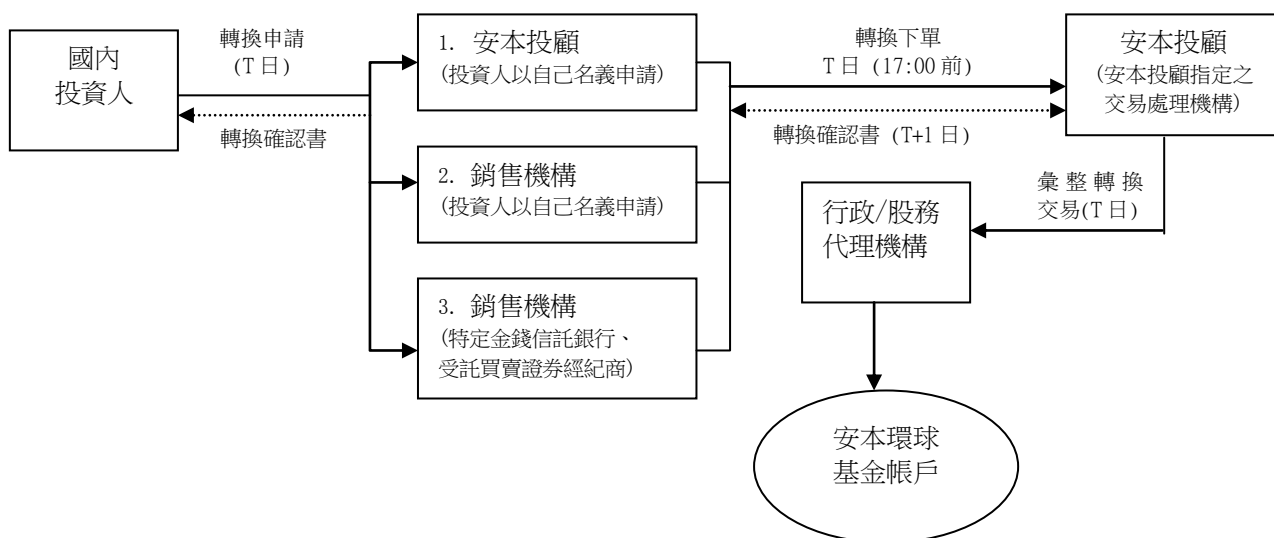 國內
投資人
轉換申請
(T 日)
轉換確認書
1. 安本投顧
(投資人以自己名義申請)
2. 銷售機構
(投資人以自己名義申請)
3. 銷售機構
(特定金錢信託銀行、
受託買賣證券經紀商)
轉換下單
T 日 (17:00 前)
轉換確認書 (T+1 日)
安本投顧
(安本投顧指定之
交易處理機構)
彙整轉換
交易(T 日)
行政/股務
代理機構
安本環球
基金帳戶